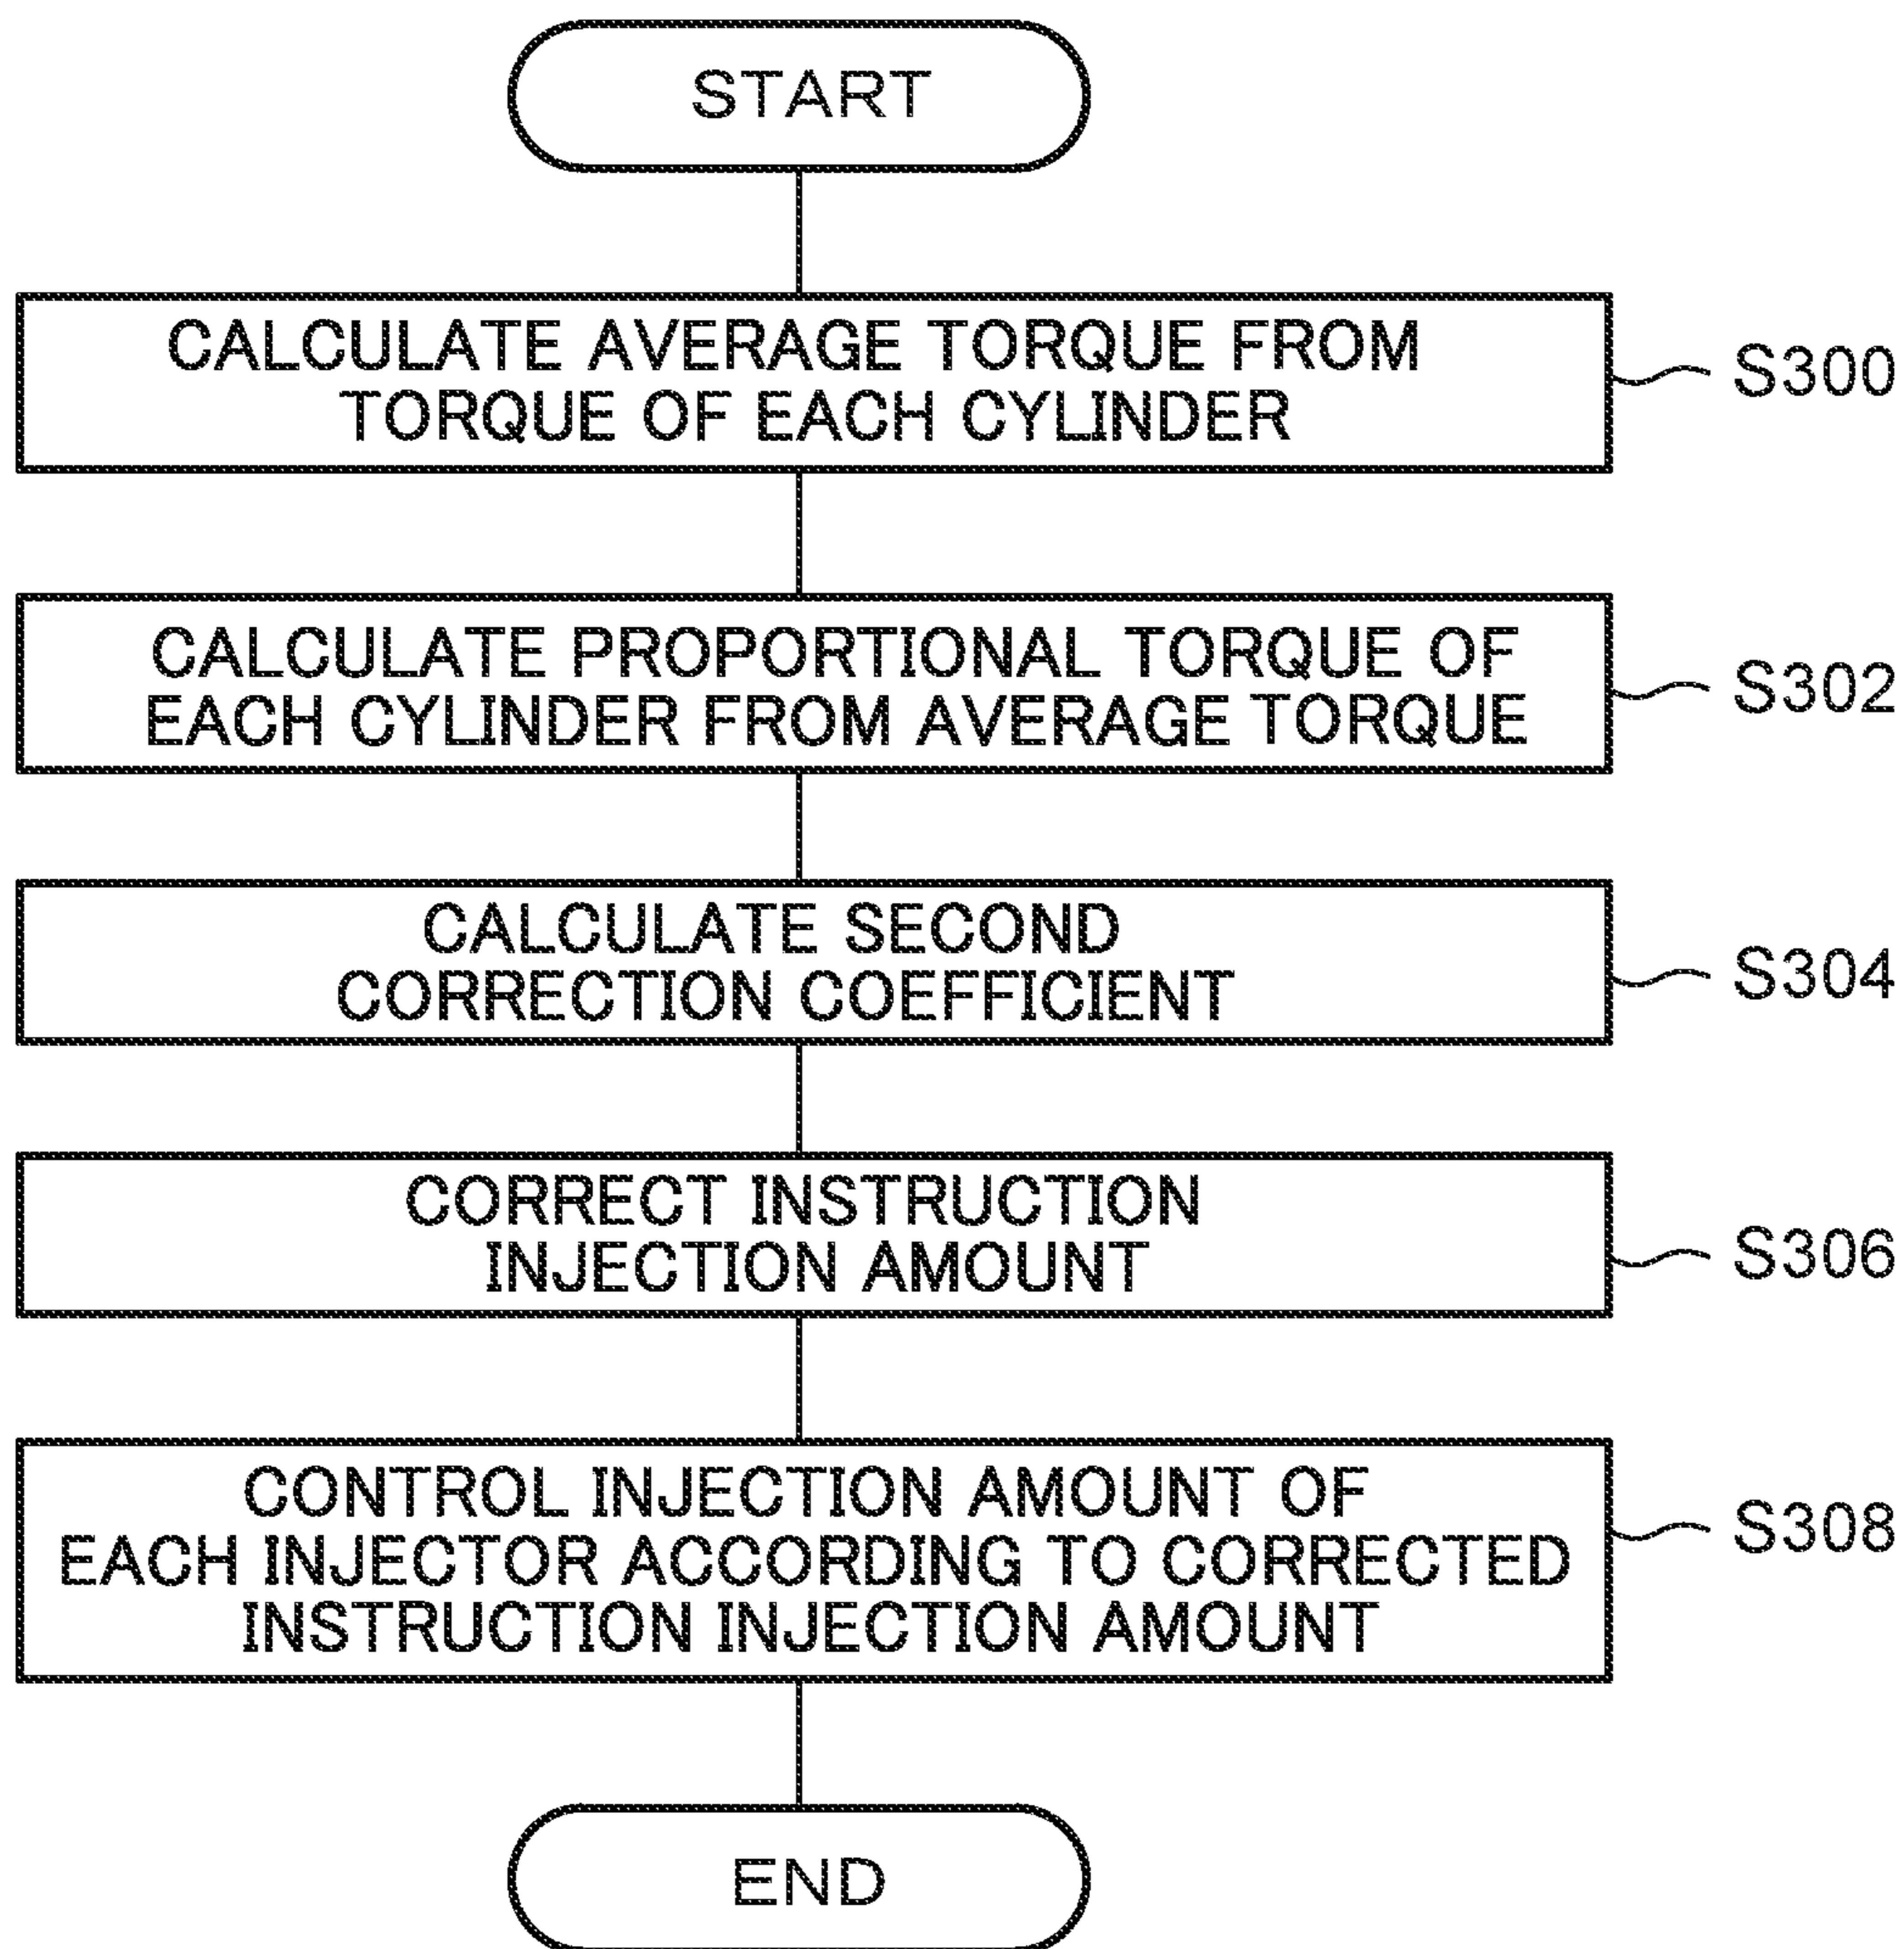 START
CALCULATE AVERAGE TORQUE FROM
TORQUE OF EACH CYLINDER
S300
CALCULATE PROPORTIONAL TORQUE OF
EACH CYLINDER FROM AVERAGE TORQUE
S302
CALCULATE SECOND
CORRECTION COEFFICIENT
S304
CORRECT INSTRUCTION
INJECTION AMOUNT
S306
CONTROL INJECTION AMOUNT OF
EACH INJECTOR ACCORDING TO CORRECTED
INSTRUCTION INJECTION AMOUNT
S308
END